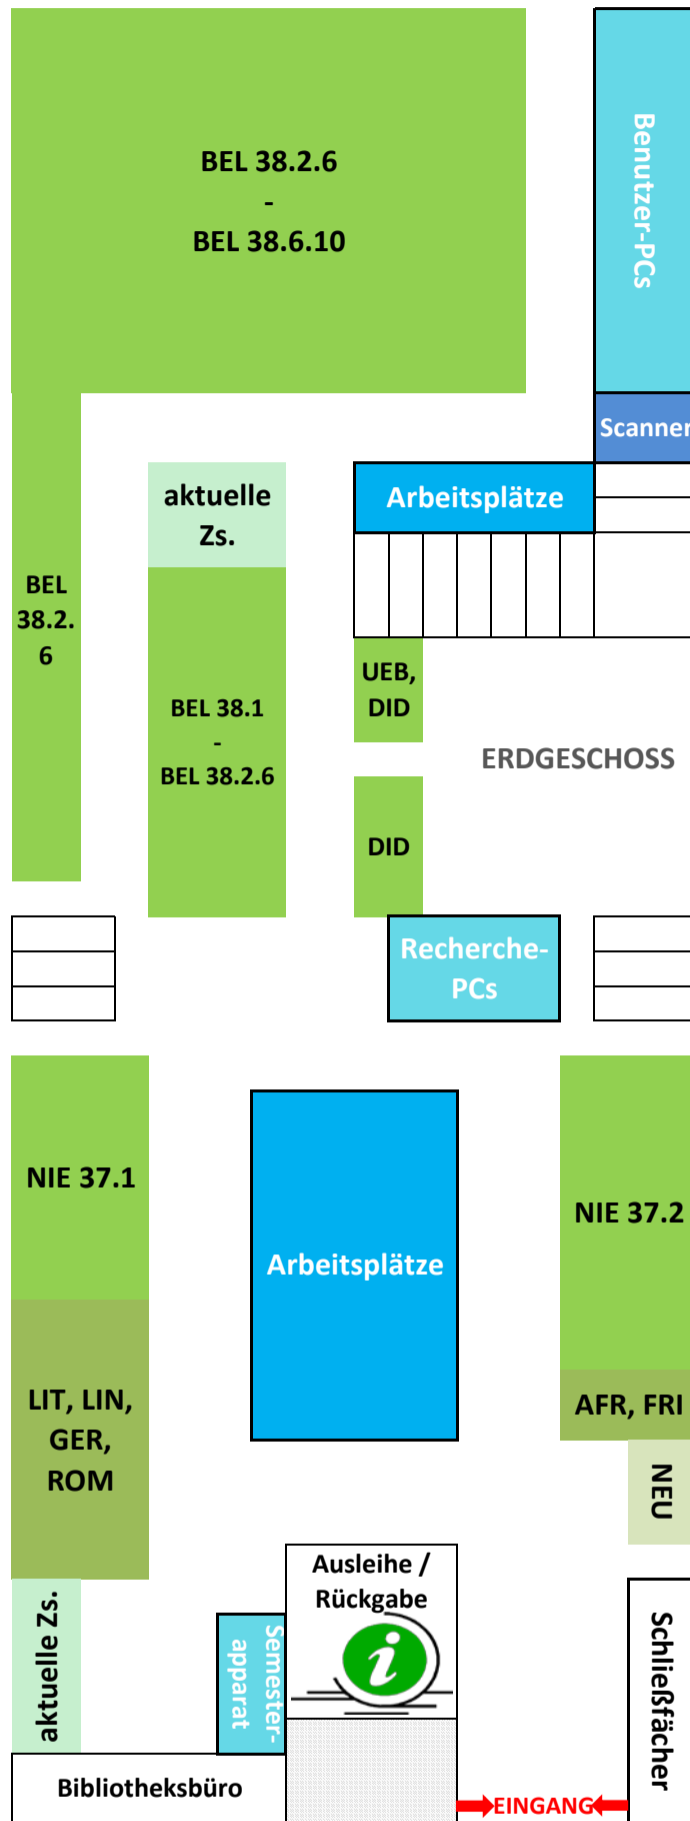 BEL 38.2.6
-
BEL 38.6.10
Benutzer-PCs
Scanner
aktuelle
Zs.
Arbeitsplätze
BEL
38.2.
6
BEL 38.1
-
BEL 38.2.6
UEB,
DID
ERDGESCHOSS
DID
Recherche-
PCs
NIE 37.1
NIE 37.2
Arbeitsplätze
LIT, LIN,
GER,
ROM
AFR, FRI
NEU
Ausleihe /
Rückgabe
i
aktuelle Zs.
Semester-
apparat
Schließfächer
Bibliotheksbüro
EINGANG